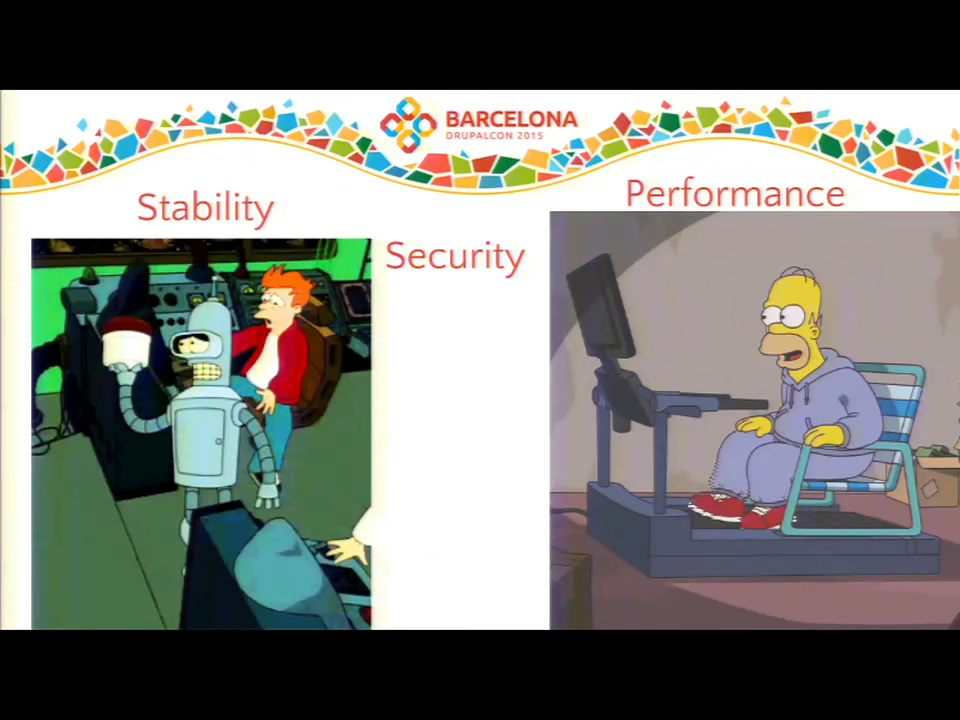 BARCELONA
DRUPALCON 2015
Stability
Performance
Security